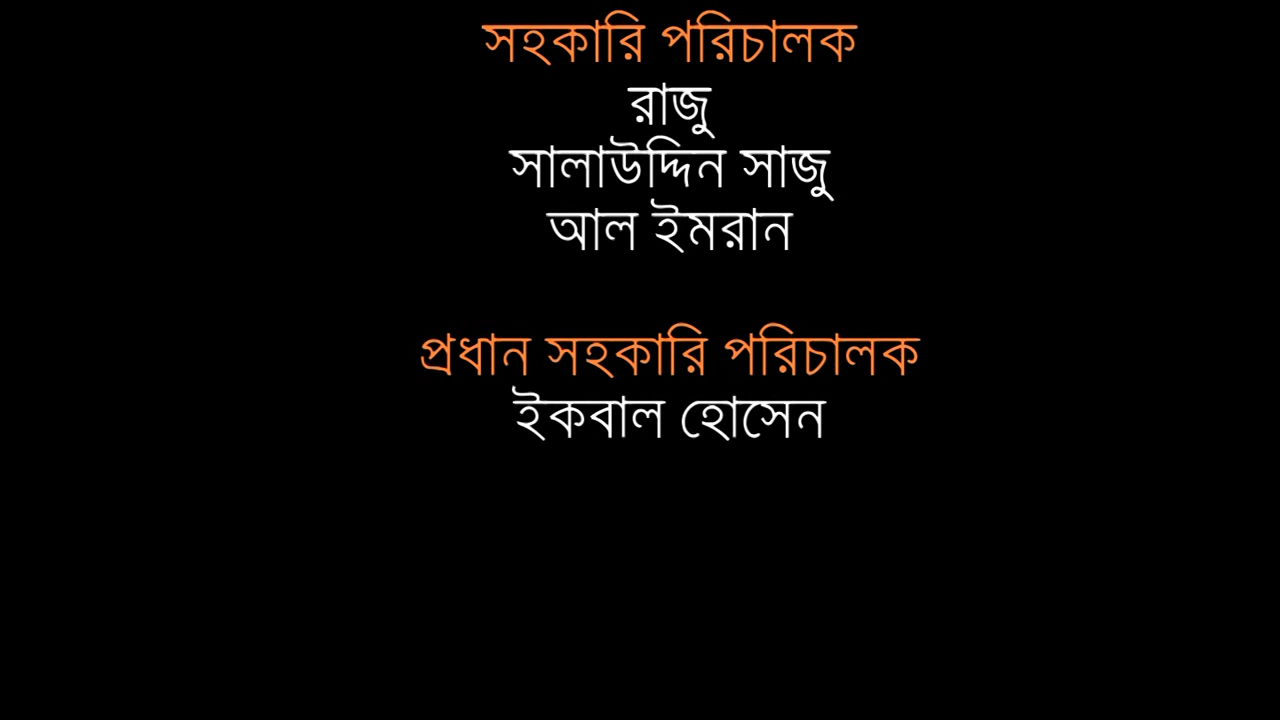 সহকারি পরিচালক
রাজু
সালাউদ্দিন সাজু
আল ইমরান
প্রধান সহকারি পরিচালক
ইকবাল হোসেন